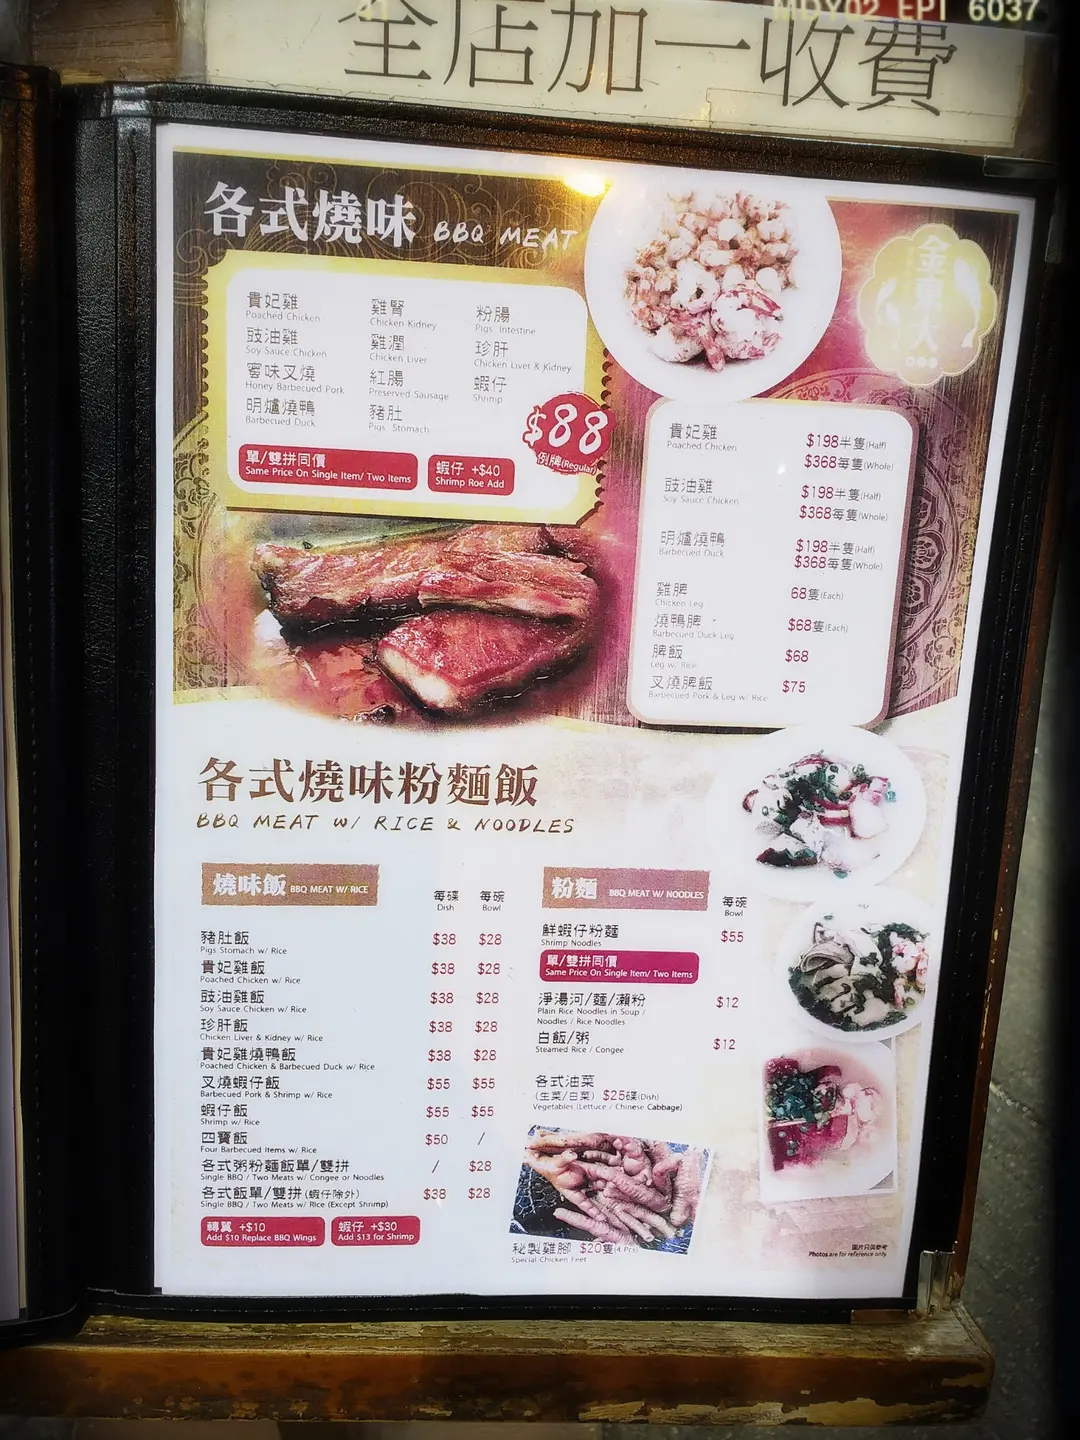 MDY02 EPI 6037
全店加一收費
各式燒味 BBQ MEAT
貴妃雞
Poached Chicken
豉油雞
Soy Sauce Chicken
蜜味叉燒
Honey Barbecued Pork
明爐燒鴨
Barbecued Duck
雞腎
Chicken Kidney
雞潤
Chicken Liver
紅腸
Preserved Sausage
豬肚
Pigs Stomach
粉腸
Pigs Intestine
珍肝
Chicken Liver & Kidney
蝦仔
Shrimp
$88
例牌(Regular)
單/雙拼同價
Same Price On Single Item/ Two Items
蝦仔 +$40
Shrimp Roe Add
貴妃雞 $198半隻(Half)
Poached Chicken
$368每隻(Whole)
豉油雞 $198半隻(Half)
Soy Sauce Chicken
$368每隻(Whole)
明爐燒鴨 $198半隻(Half)
Barbecued Duck
$368每隻(Whole)
雞脾 68隻(Each)
Chicken Leg
燒鴨脾 $68隻(Each)
Barbecued Duck Leg
脾飯 $68
Leg w/ Rice
叉燒脾飯 $75
Barbecued Pork & Leg w/ Rice
各式燒味粉麵飯
BBQ MEAT W/ RICE & NOODLES
燒味飯 BBQ MEAT W/ RICE
每碟 每碗
Dish Bowl
豬肚飯 $38 $28
Pigs Stomach w/ Rice
貴妃雞飯 $38 $28
Poached Chicken w/ Rice
豉油雞飯 $38 $28
Soy Sauce Chicken w/ Rice
珍肝飯 $38 $28
Chicken Liver & Kidney w/ Rice
貴妃雞燒鴨飯 $38 $28
Poached Chicken & Barbecued Duck w/ Rice
叉燒蝦仔飯 $55 $55
Barbecued Pork & Shrimp w/ Rice
蝦仔飯 $55 $55
Shrimp w/ Rice
四寶飯 $50 /
Four Barbecued Items w/ Rice
各式粥粉麵飯單/雙拼 / $28
Single BBQ / Two Meats w/ Congee or Noodles
各式飯單/雙拼(蝦仔除外) $38 $28
Single BBQ / Two Meats w/ Rice (Except Shrimp)
轉翼 +$10
Add $10 Replace BBQ Wings
蝦仔 +$30
Add $13 for Shrimp
粉麵 BBQ MEAT W/ NOODLES
每碗
Bowl
鮮蝦仔粉麵 $55
Shrimp Noodles
單/雙拼同價
Same Price On Single Item/ Two Items
淨湯河/麵/瀨粉 $12
Plain Rice Noodles in Soup /
Noodles / Rice Noodles
白飯/粥 $12
Steamed Rice / Congee
各式油菜
(生菜/白菜) $25碟(Dish)
Vegetables (Lettuce / Chinese Cabbage)
秘製雞腳 $20隻(4 Pcs)
Special Chicken Feet
圖片只供參考
Photos are for reference only